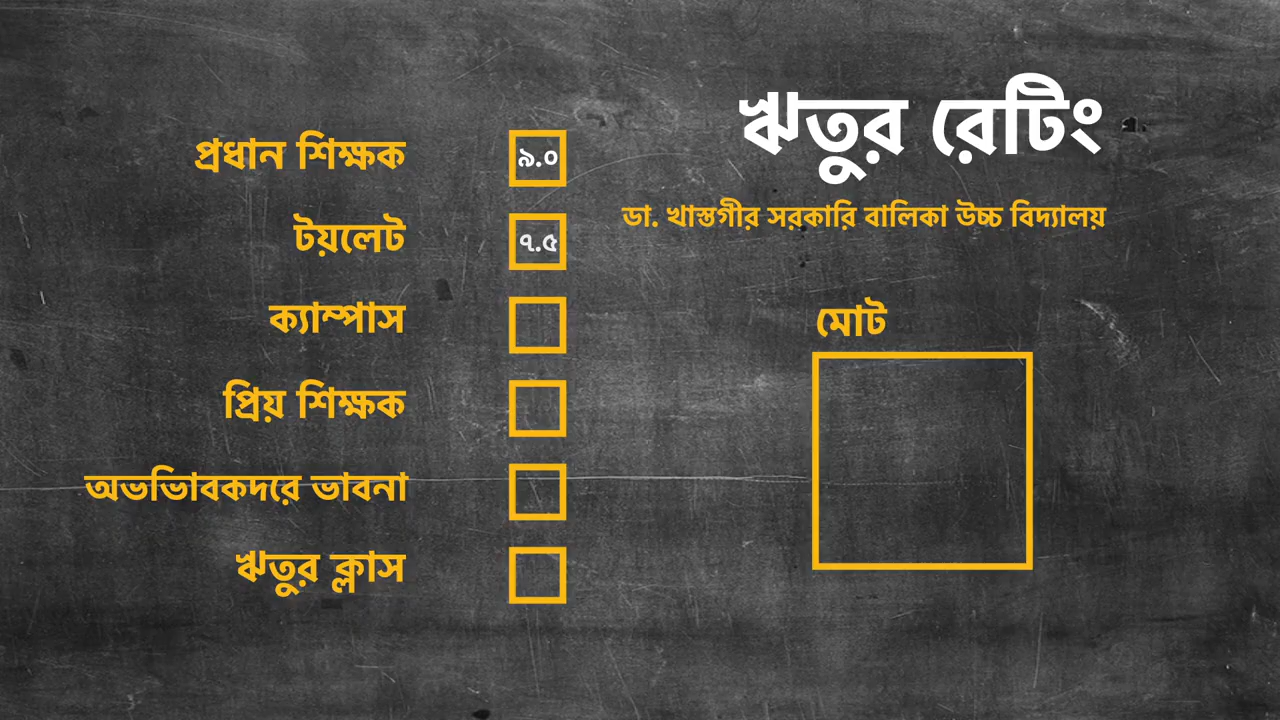 ঋতুর রেটিং
ডা. খাস্তগীর সরকারি বালিকা উচ্চ বিদ্যালয়
প্রধান শিক্ষক ৯.০
টয়লেট ৭.৫
ক্যাম্পাস
প্রিয় শিক্ষক
অভভিাবকদরে ভাবনা
ঋতুর ক্লাস
মোট